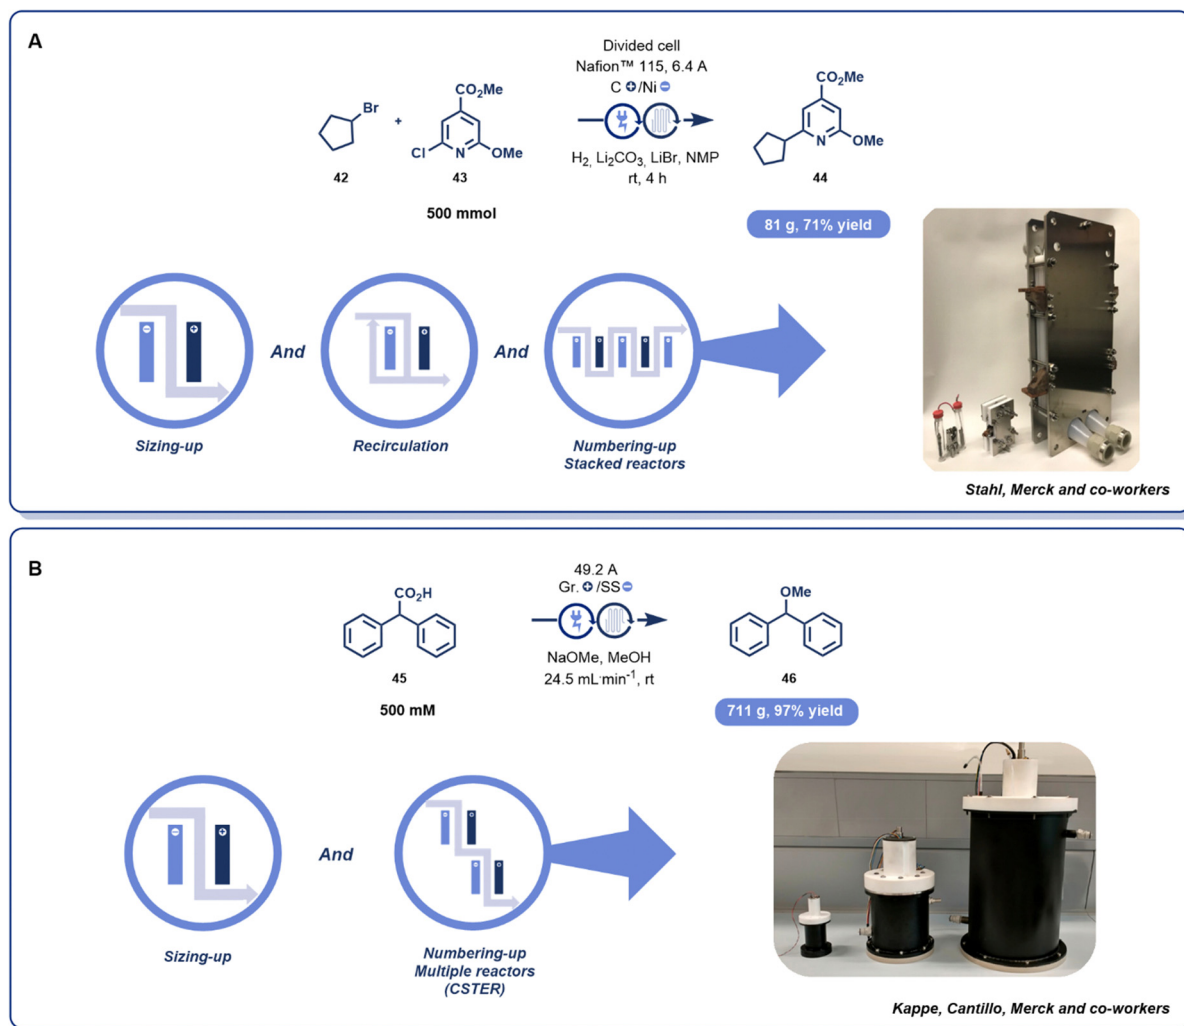 A
Divided cell
Nafion™ 115, 6.4 A
C + /Ni −
H₂, Li₂CO₃, LiBr, NMP
rt, 4 h
Br
42
+
CO₂Me
Cl
N
OMe
43
500 mmol
CO₂Me
N
OMe
44
81 g, 71% yield
And
And
Sizing-up
Recirculation
Numbering-up
Stacked reactors
Stahl, Merck and co-workers
B
49.2 A
Gr. + /SS −
NaOMe, MeOH
24.5 mL·min⁻¹, rt
CO₂H
45
500 mM
OMe
46
711 g, 97% yield
And
Sizing-up
Numbering-up
Multiple reactors
(CSTER)
Kappe, Cantillo, Merck and co-workers